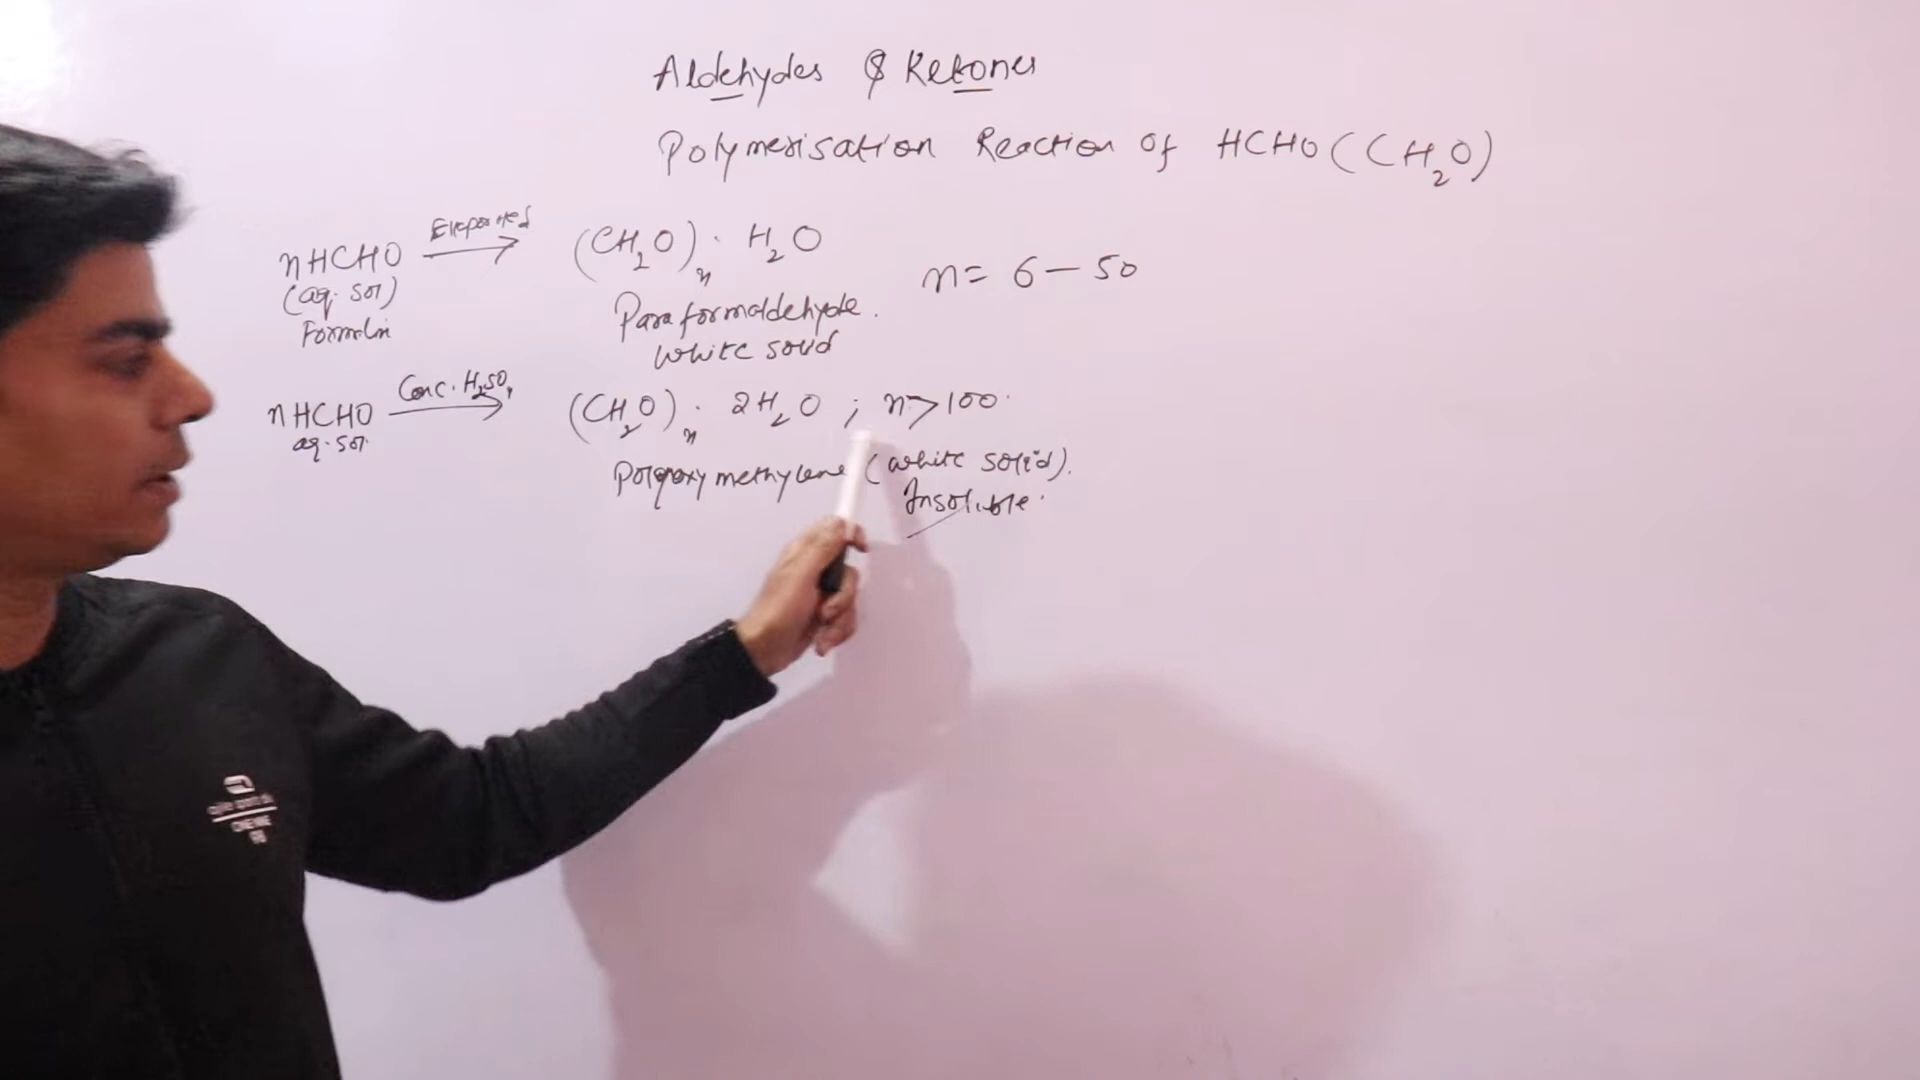 Aldehydes & Ketones
Polymerisation Reaction of HCHO (CH₂O)
nHCHO Evaporated → (CH₂O)ₙ · H₂O n = 6 – 50
(aq. sol)
Formalin
Paraformaldehyde.
White solid
nHCHO Conc. H₂SO₄ → (CH₂O)ₙ · 2H₂O ; n > 100.
aq. sol.
Polyoxymethylene (white solid).
Insoluble.